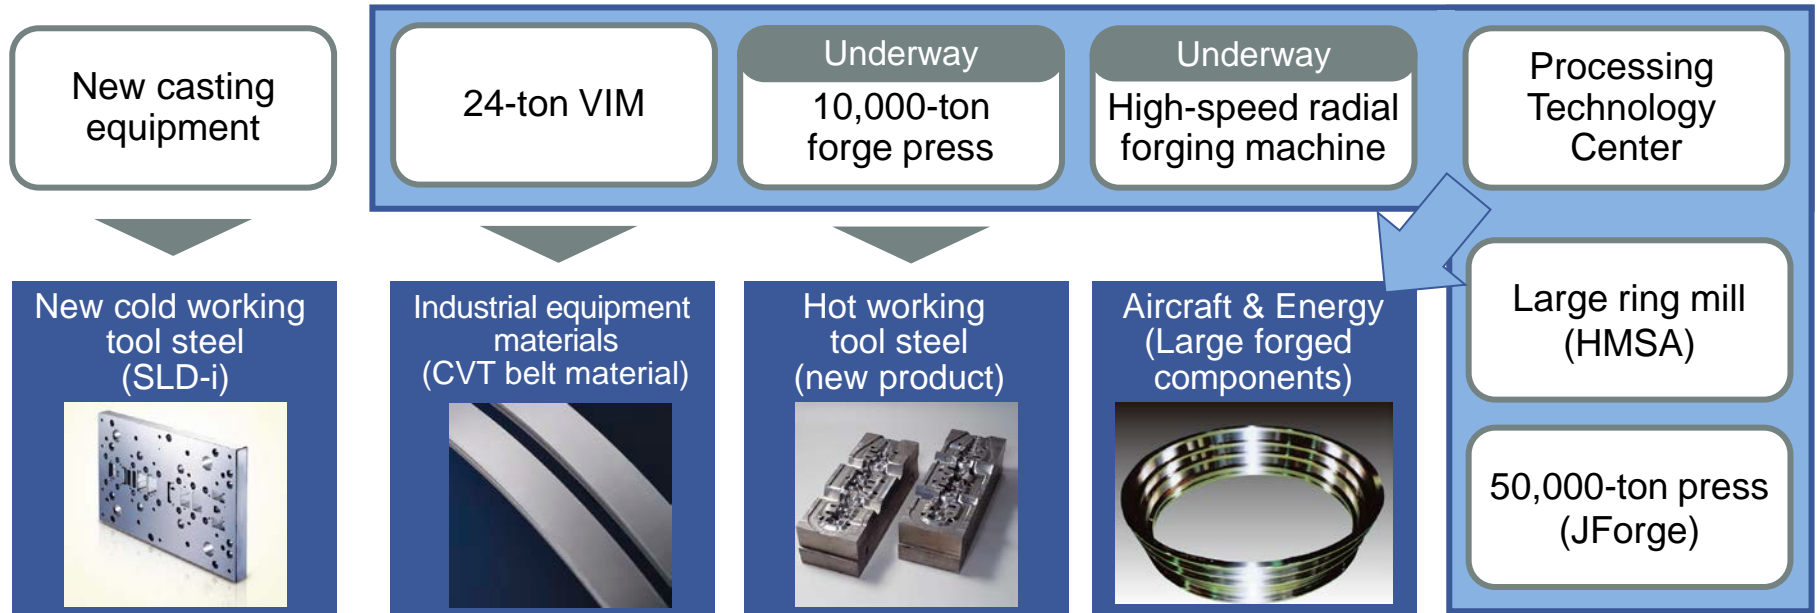 New casting
equipment
24-ton VIM
Underway
10,000-ton
forge press
Underway
High-speed radial
forging machine
Processing
Technology
Center
New cold working
tool steel
(SLD-i)
Industrial equipment
materials
(CVT belt material)
Hot working
tool steel
(new product)
Aircraft & Energy
(Large forged
components)
Large ring mill
(HMSA)
50,000-ton press
(JForge)